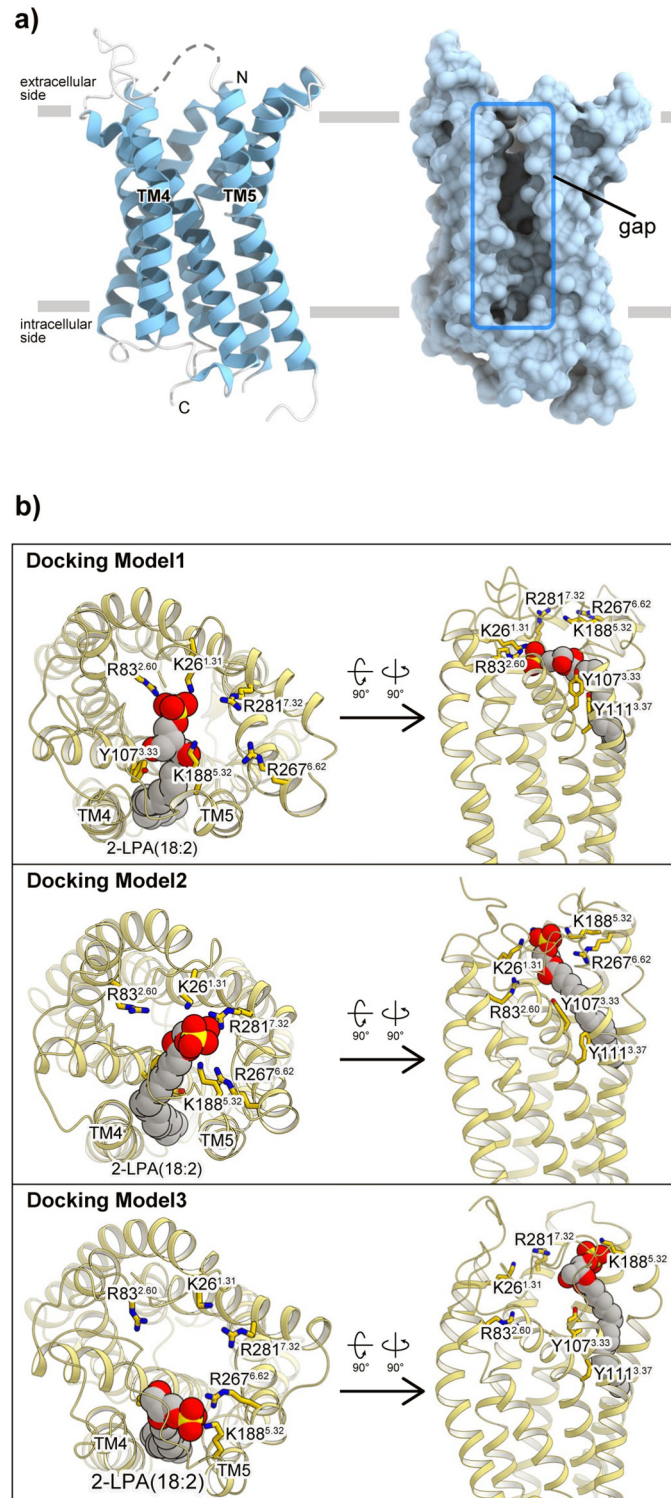 a)
extracellular
side
N
TM4
TM5
gap
intracellular
side
C
b)
Docking Model1
R83^2.60
K26^1.31
R281^7.32
Y107^3.33
K188^5.32
R267^6.62
TM4
TM5
2-LPA(18:2)
90° 90°
R281^7.32
R267^6.62
K26^1.31
K188^5.32
R83^2.60
Y107^3.33
Y111^3.37
Docking Model2
R83^2.60
K26^1.31
R281^7.32
R267^6.62
K188^5.32
TM4
TM5
2-LPA(18:2)
90° 90°
K188^5.32
K26^1.31
R267^6.62
R83^2.60
Y107^3.33
Y111^3.37
Docking Model3
R83^2.60
K26^1.31
R281^7.32
R267^6.62
TM4
K188^5.32
TM5
2-LPA(18:2)
90° 90°
R281^7.32
K188^5.32
K26^1.31
R83^2.60
Y107^3.33
Y111^3.37